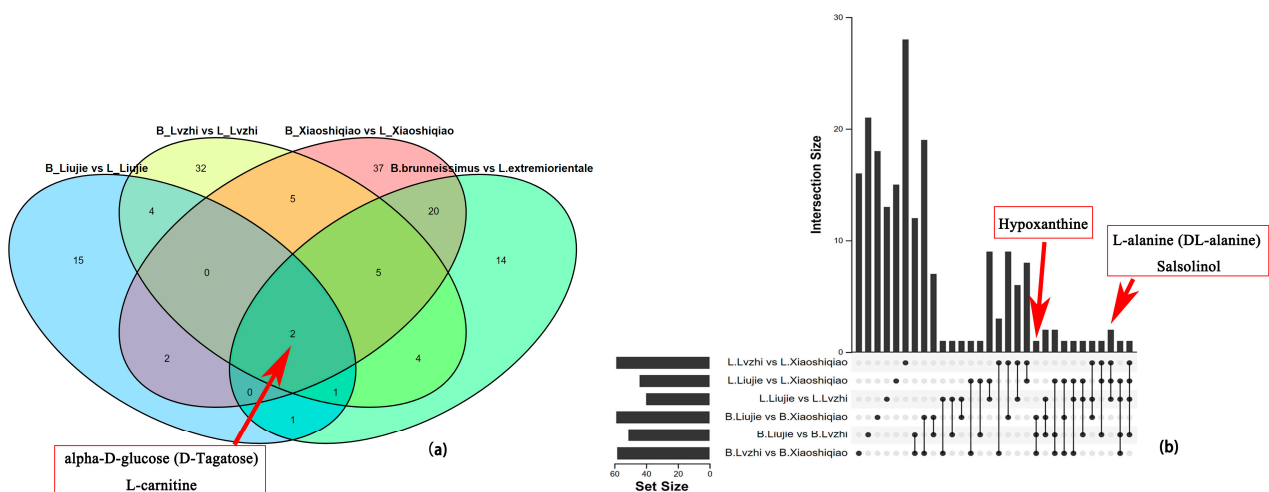 B_Lvzhi vs L_Lvzhi
B_Xiaoshiqiao vs L_Xiaoshiqiao
B_Liujie vs L_Liujie
B.brunneissimus vs L.extremiorientale
32
37
4
5
20
15
0
5
14
2
2
4
0
1
1
alpha-D-glucose (D-Tagatose)
L-carnitine
(a)
30
20
10
0
Intersection Size
Hypoxanthine
L-alanine (DL-alanine)
Salsolinol
L.Lvzhi vs L.Xiaoshiqiao
L.Liujie vs L.Xiaoshiqiao
L.Liujie vs L.Lvzhi
B.Liujie vs B.Xiaoshiqiao
B.Liujie vs B.Lvzhi
B.Lvzhi vs B.Xiaoshiqiao
60 40 20 0
Set Size
(b)